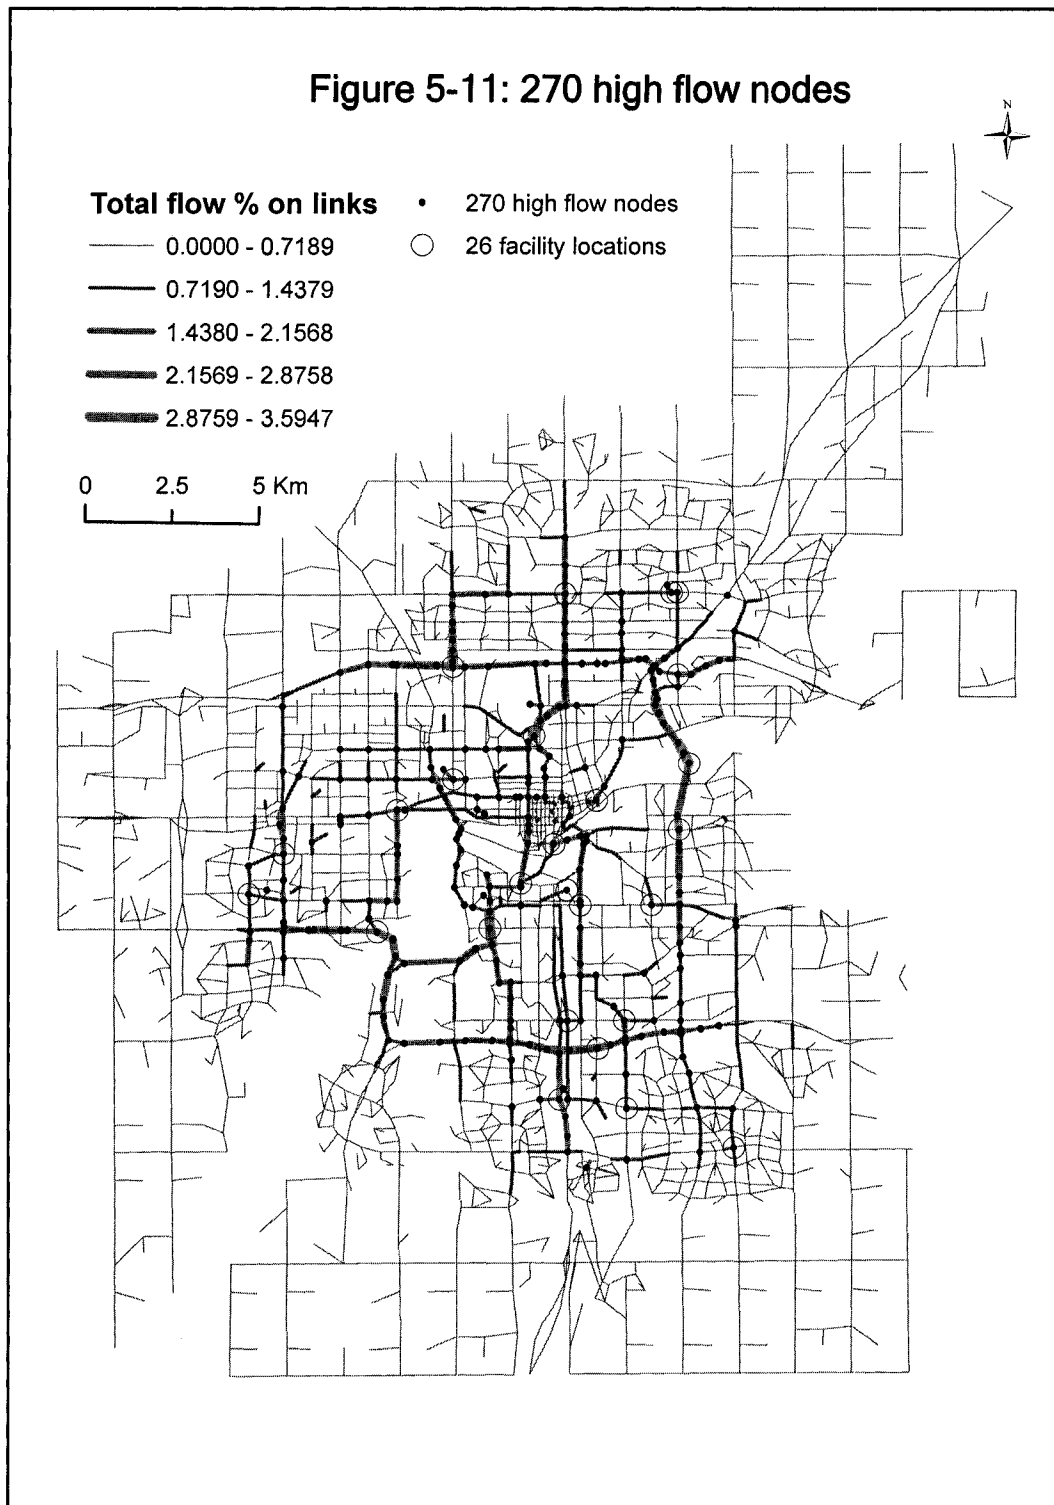 Figure 5-11: 270 high flow nodes
N
Total flow % on links
0.0000 - 0.7189
0.7190 - 1.4379
1.4380 - 2.1568
2.1569 - 2.8758
2.8759 - 3.5947
270 high flow nodes
26 facility locations
0 2.5 5 Km